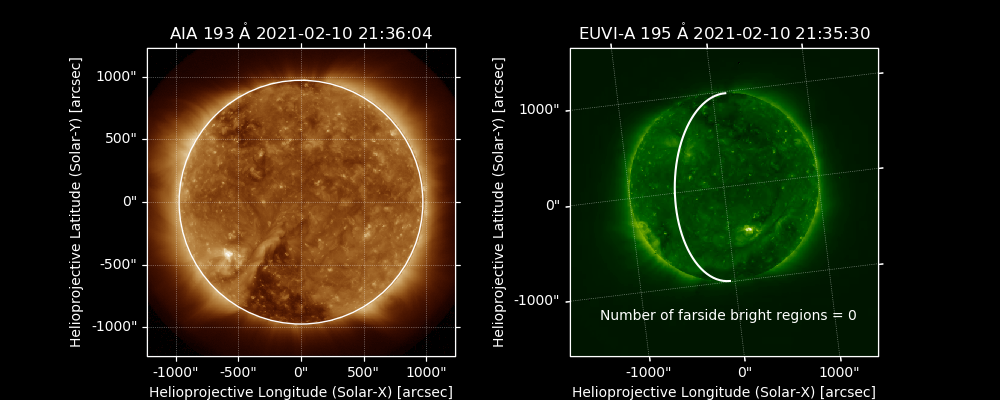 AIA 193 Å 2021-02-10 21:36:04
Helioprojective Latitude (Solar-Y) [arcsec]
1000"
500"
0"
-500"
-1000"
-1000" -500" 0" 500" 1000"
Helioprojective Longitude (Solar-X) [arcsec]
EUVI-A 195 Å 2021-02-10 21:35:30
Helioprojective Latitude (Solar-Y) [arcsec]
1000"
0"
-1000"
Number of farside bright regions = 0
-1000" 0" 1000"
Helioprojective Longitude (Solar-X) [arcsec]